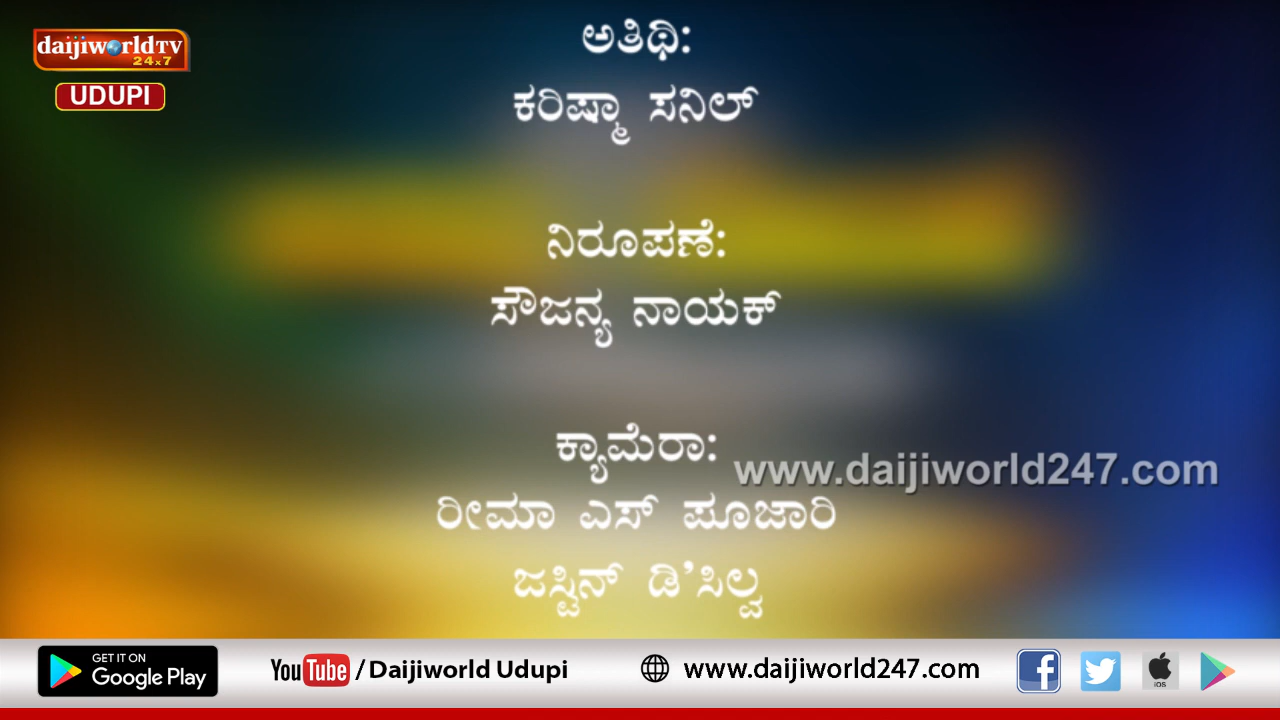 daijiworldTV
24x7
UDUPI
ಅತಿಥಿ:
ಕರಿಷ್ಮಾ ಸನಿಲ್
ನಿರೂಪಣೆ:
ಸೌಜನ್ಯ ನಾಯಕ್
ಕ್ಯಾಮೆರಾ:
www.daijiworld247.com
ರೀಮಾ ಎಸ್ ಪೂಜಾರಿ
ಜಸ್ಟಿನ್ ಡಿ'ಸಿಲ್ವ
GET IT ON
Google Play
YouTube /Daijiworld Udupi
www.daijiworld247.com
f
iOS